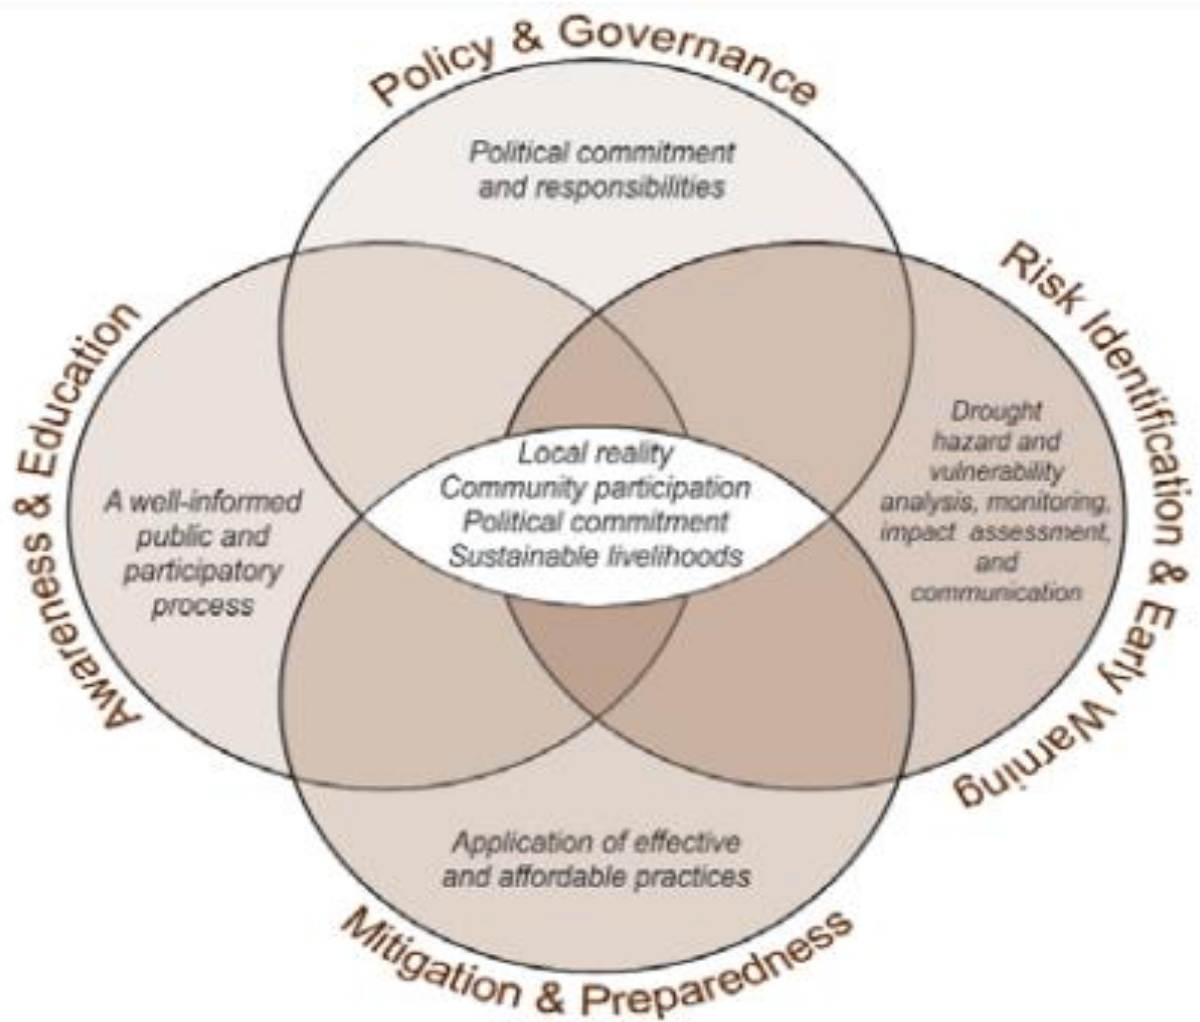 Policy & Governance
Political commitment
and responsibilities
Risk Identification & Early Warning
Drought
hazard and
vulnerability
analysis, monitoring,
impact assessment,
and
communication
Local reality
Community participation
Political commitment
Sustainable livelihoods
Awareness & Education
A well-informed
public and
participatory
process
Application of effective
and affordable practices
Mitigation & Preparedness